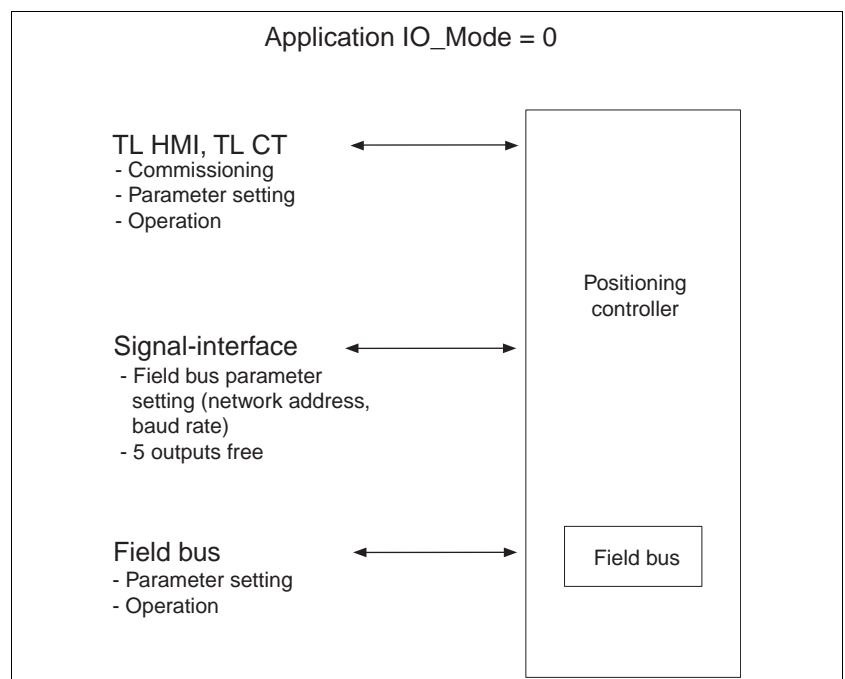 Application IO_Mode = 0
TL HMI, TL CT
- Commissioning
- Parameter setting
- Operation
Positioning
controller
Signal-interface
- Field bus parameter
setting (network address,
baud rate)
- 5 outputs free
Field bus
- Parameter setting
- Operation
Field bus